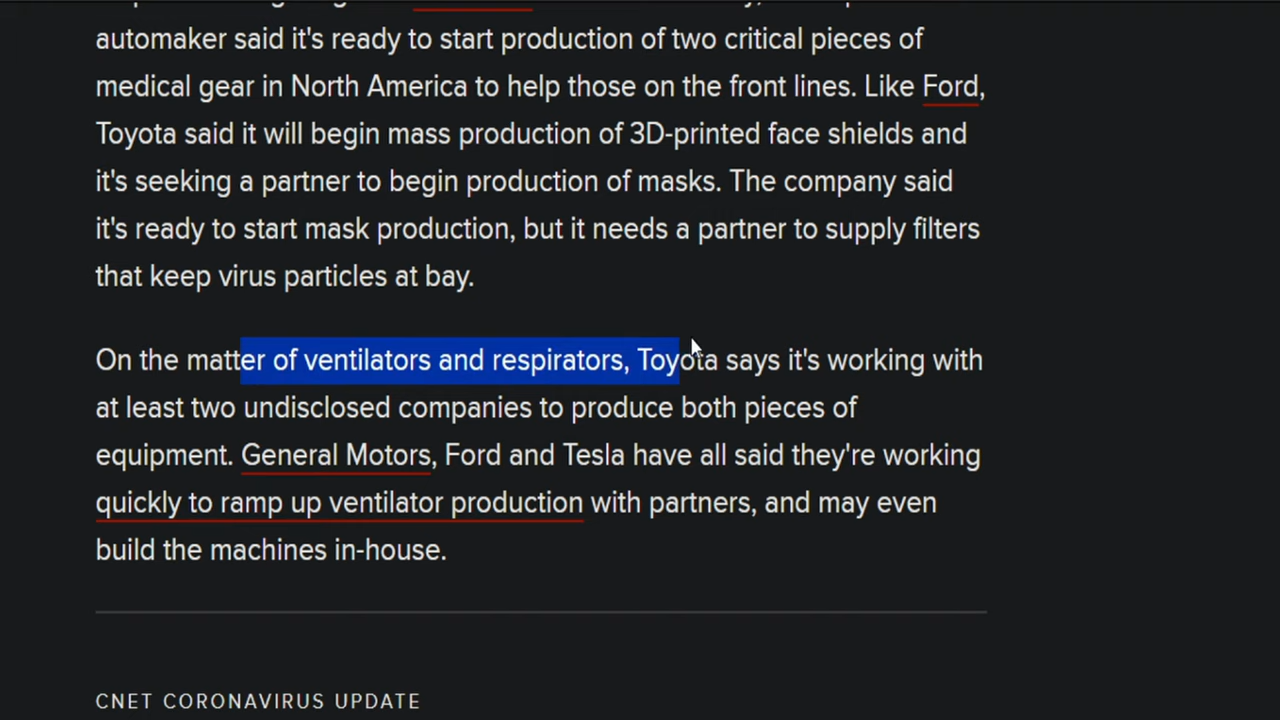 automaker said it's ready to start production of two critical pieces of
medical gear in North America to help those on the front lines. Like Ford,
Toyota said it will begin mass production of 3D-printed face shields and
it's seeking a partner to begin production of masks. The company said
it's ready to start mask production, but it needs a partner to supply filters
that keep virus particles at bay.
On the matter of ventilators and respirators, Toyota says it's working with
at least two undisclosed companies to produce both pieces of
equipment. General Motors, Ford and Tesla have all said they're working
quickly to ramp up ventilator production with partners, and may even
build the machines in-house.
CNET CORONAVIRUS UPDATE